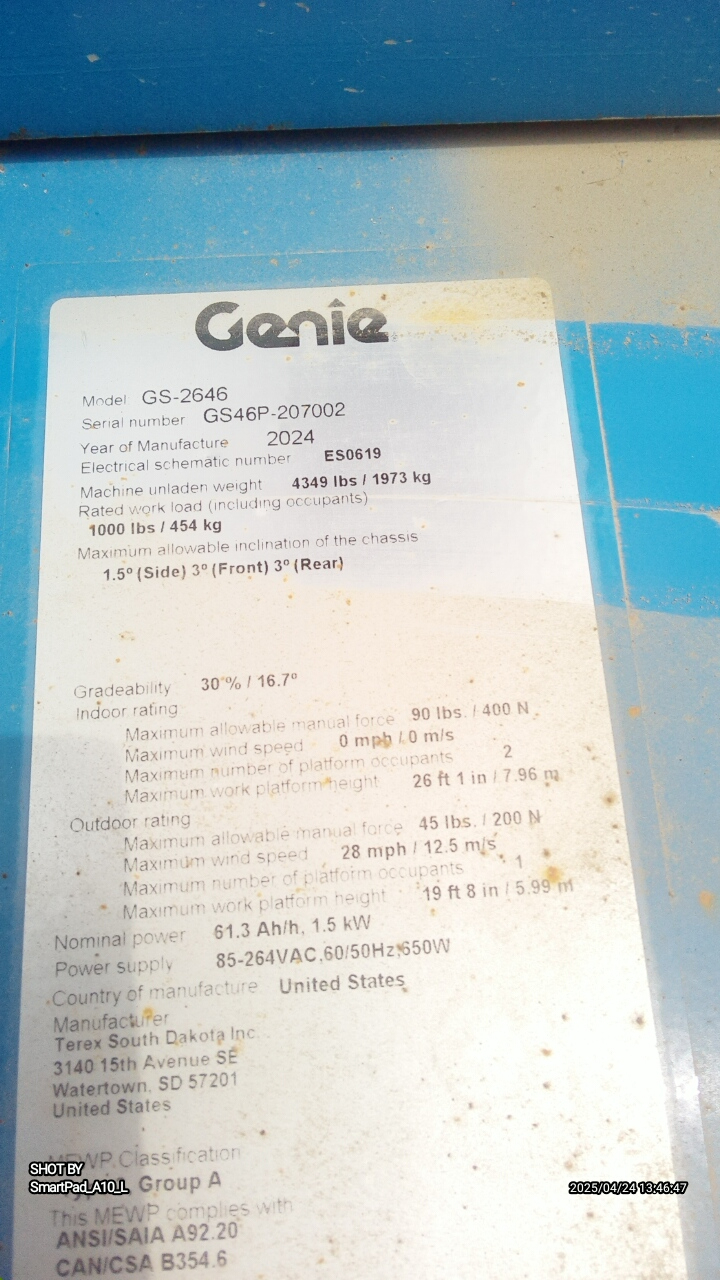 Genie
Model GS-2646
Serial number GS46P-207002
Year of Manufacture 2024
Electrical schematic number ES0619
Machine unladen weight 4349 lbs / 1973 kg
Rated work load (including occupants)
1000 lbs / 454 kg
Maximum allowable inclination of the chassis
1.5° (Side) 3° (Front) 3° (Rear)
Gradeability 30 % / 16.7°
Indoor rating
Maximum allowable manual force 90 lbs. / 400 N
Maximum wind speed 0 mph / 0 m/s
Maximum number of platform occupants 2
Maximum work platform height 26 ft 1 in / 7.96 m
Outdoor rating
Maximum allowable manual force 45 lbs. / 200 N
Maximum wind speed 28 mph / 12.5 m/s
Maximum number of platform occupants 1
Maximum work platform height 19 ft 8 in / 5.99 m
Nominal power 61.3 Ah/h, 1.5 kW
Power supply 85-264VAC,60/50Hz,650W
Country of manufacture United States
Manufacturer
Terex South Dakota Inc.
3140 15th Avenue SE
Watertown, SD 57201
United States
MEWP Classification
Group A
This MEWP complies with
ANSI/SAIA A92.20
CAN/CSA B354.6
SHOT BY
SmartPad_A10_L
2025/04/24 13:46:47